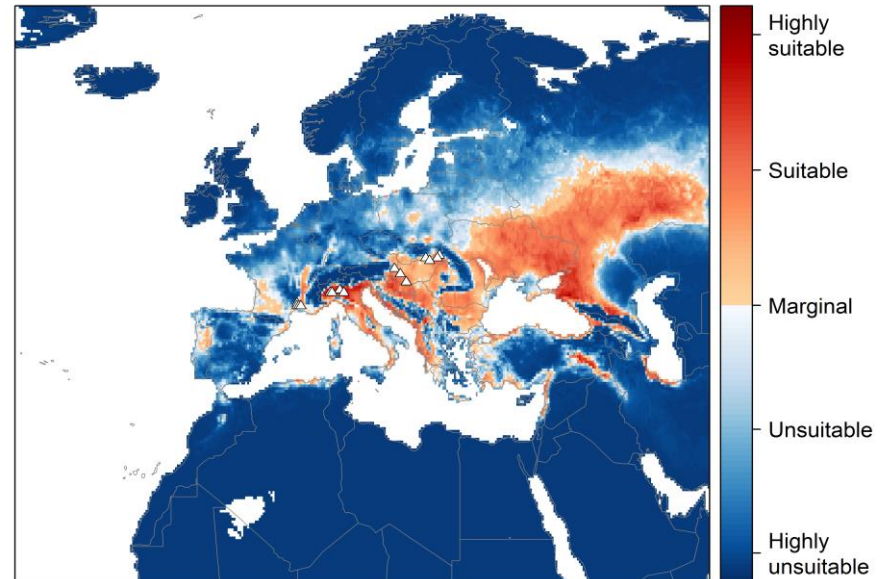 Highly
suitable
Suitable
Marginal
Unsuitable
Highly
unsuitable